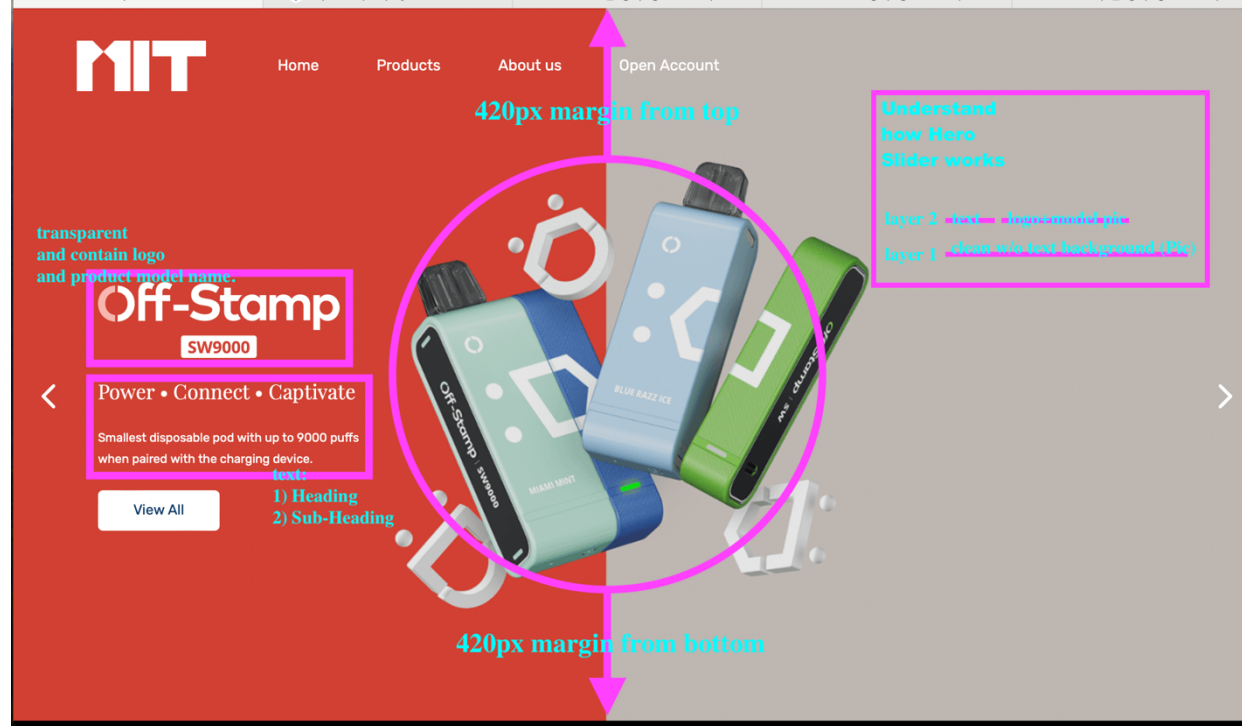 MIT
Home Products About us Open Account
420px margin from top
Understand
how Hero
Slider works
layer 2 text , logo+model pic
layer 1 clean w/o text background (Pic)
transparent
and contain logo
and product model name.
Off-Stamp
SW9000
Power • Connect • Captivate
Smallest disposable pod with up to 9000 puffs
when paired with the charging device.
text:
1) Heading
2) Sub-Heading
View All
BLUE RAZZ ICE
Off-Stamp | SW9000
MIAMI MINT
Off-Stamp | SW
420px margin from bottom